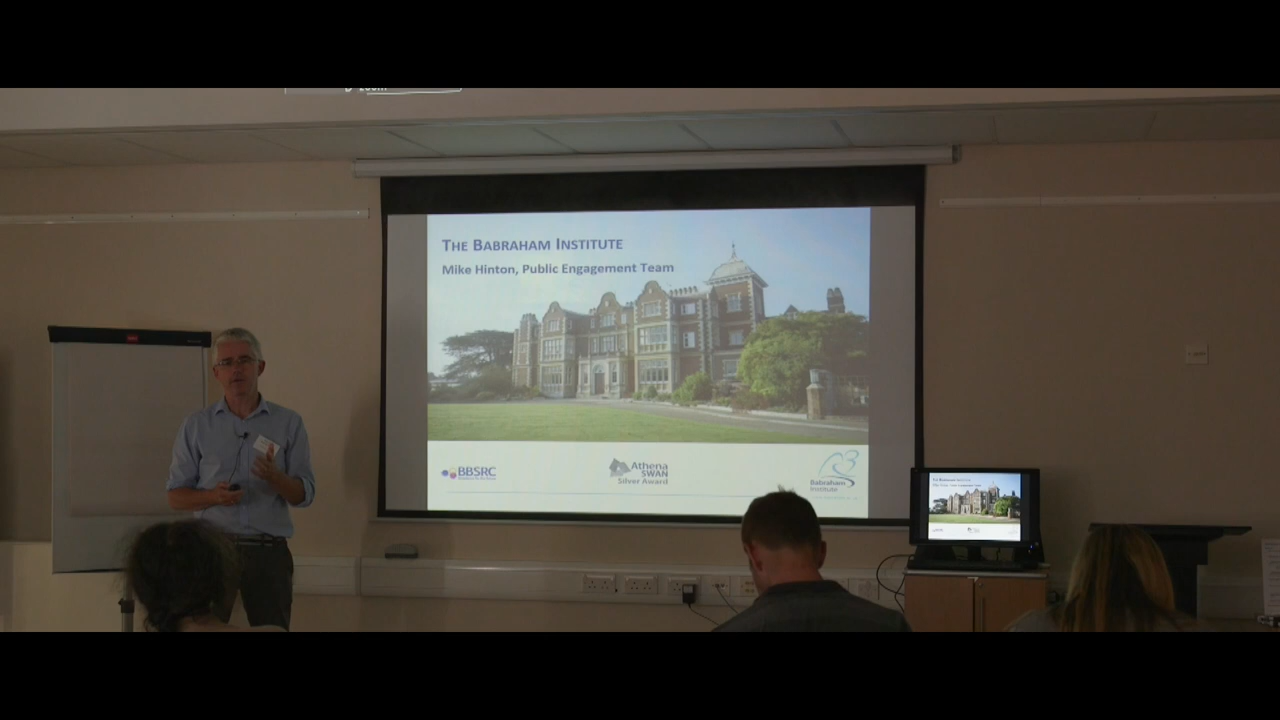 THE BABRAHAM INSTITUTE
Mike Hinton, Public Engagement Team
BBSRC
Athena
SWAN
Silver Award
Babraham
Institute